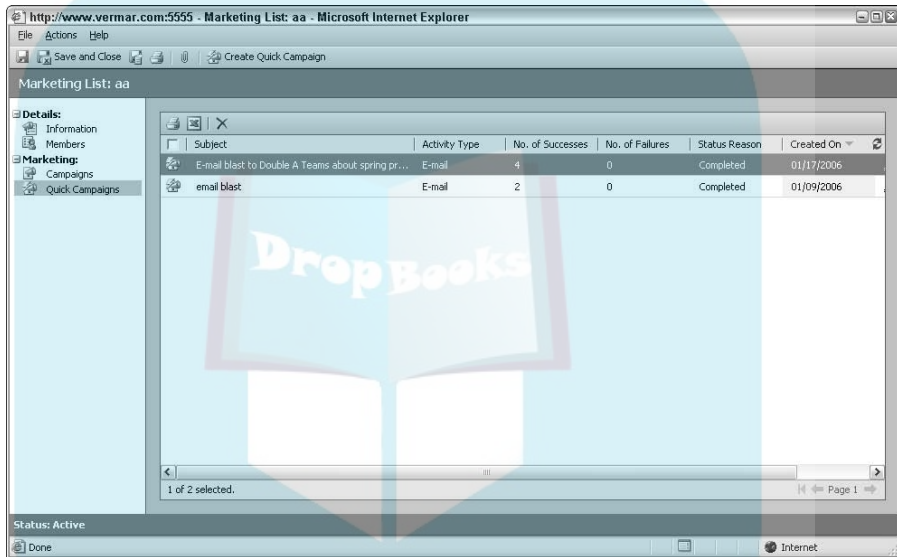 http://www.vermar.com:5555 - Marketing List: aa - Microsoft Internet Explorer
File Actions Help
Save and Close Create Quick Campaign
Marketing List: aa
Details:
Information
Members
Marketing:
Campaigns
Quick Campaigns
Subject Activity Type No. of Successes No. of Failures Status Reason Created On
E-mail blast to Double A Teams about spring pr... E-mail 4 0 Completed 01/17/2006
email blast E-mail 2 0 Completed 01/09/2006
DropBooks
1 of 2 selected. Page 1
Status: Active
Done Internet